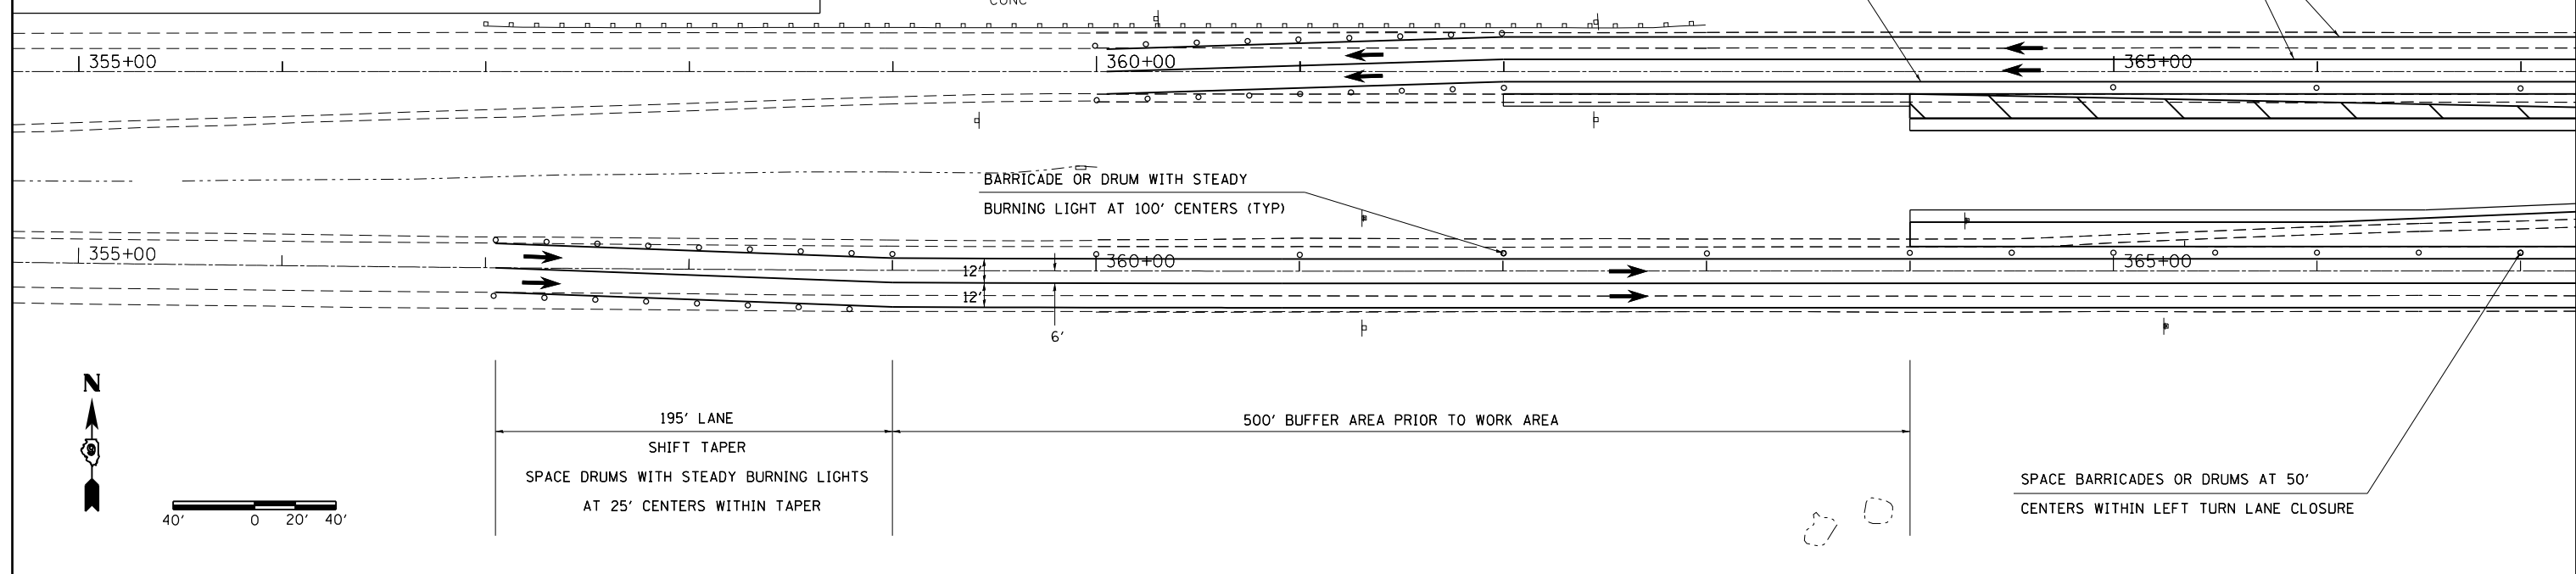 CONC
355+00
360+00
365+00
BARRICADE OR DRUM WITH STEADY
BURNING LIGHT AT 100' CENTERS (TYP)
355+00
360+00
365+00
12'
12'
6'
N
195' LANE
SHIFT TAPER
SPACE DRUMS WITH STEADY BURNING LIGHTS
AT 25' CENTERS WITHIN TAPER
500' BUFFER AREA PRIOR TO WORK AREA
SPACE BARRICADES OR DRUMS AT 50'
CENTERS WITHIN LEFT TURN LANE CLOSURE
40' 0 20' 40'